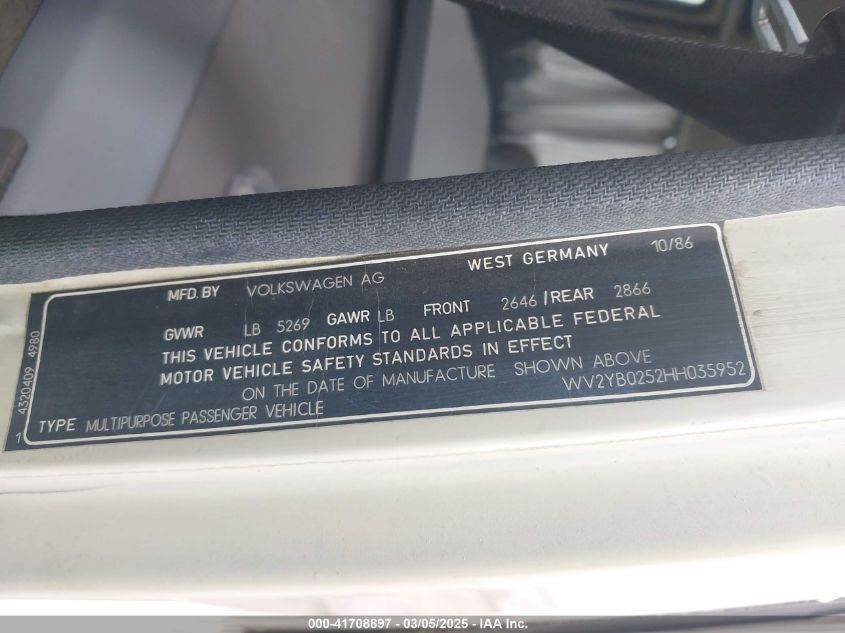 MFD.BY VOLKSWAGEN AG WEST GERMANY 10/86
GVWR LB 5269 GAWR LB FRONT 2646 /REAR 2866
THIS VEHICLE CONFORMS TO ALL APPLICABLE FEDERAL
MOTOR VEHICLE SAFETY STANDARDS IN EFFECT
ON THE DATE OF MANUFACTURE SHOWN ABOVE
WV2YB0252HH035952
TYPE MULTIPURPOSE PASSENGER VEHICLE
1 4320409 4980
000-41708897 - 03/05/2025 - IAA Inc.